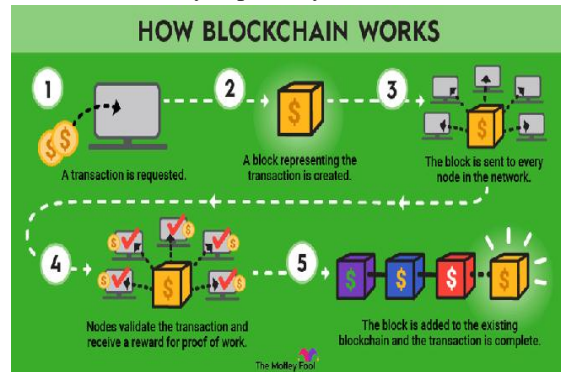 HOW BLOCKCHAIN WORKS
1
2
3
A transaction is requested.
A block representing the
transaction is created.
The block is sent to every
node in the network.
4
5
Nodes validate the transaction and
receive a reward for proof of work.
The block is added to the existing
blockchain and the transaction is complete.
The Motley Fool